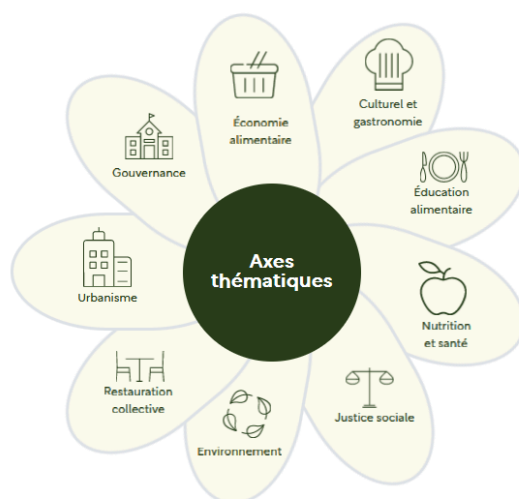 Axes
thématiques
Économie
alimentaire
Culturel et
gastronomie
Éducation
alimentaire
Nutrition
et santé
Justice sociale
Environnement
Restauration
collective
Urbanisme
Gouvernance